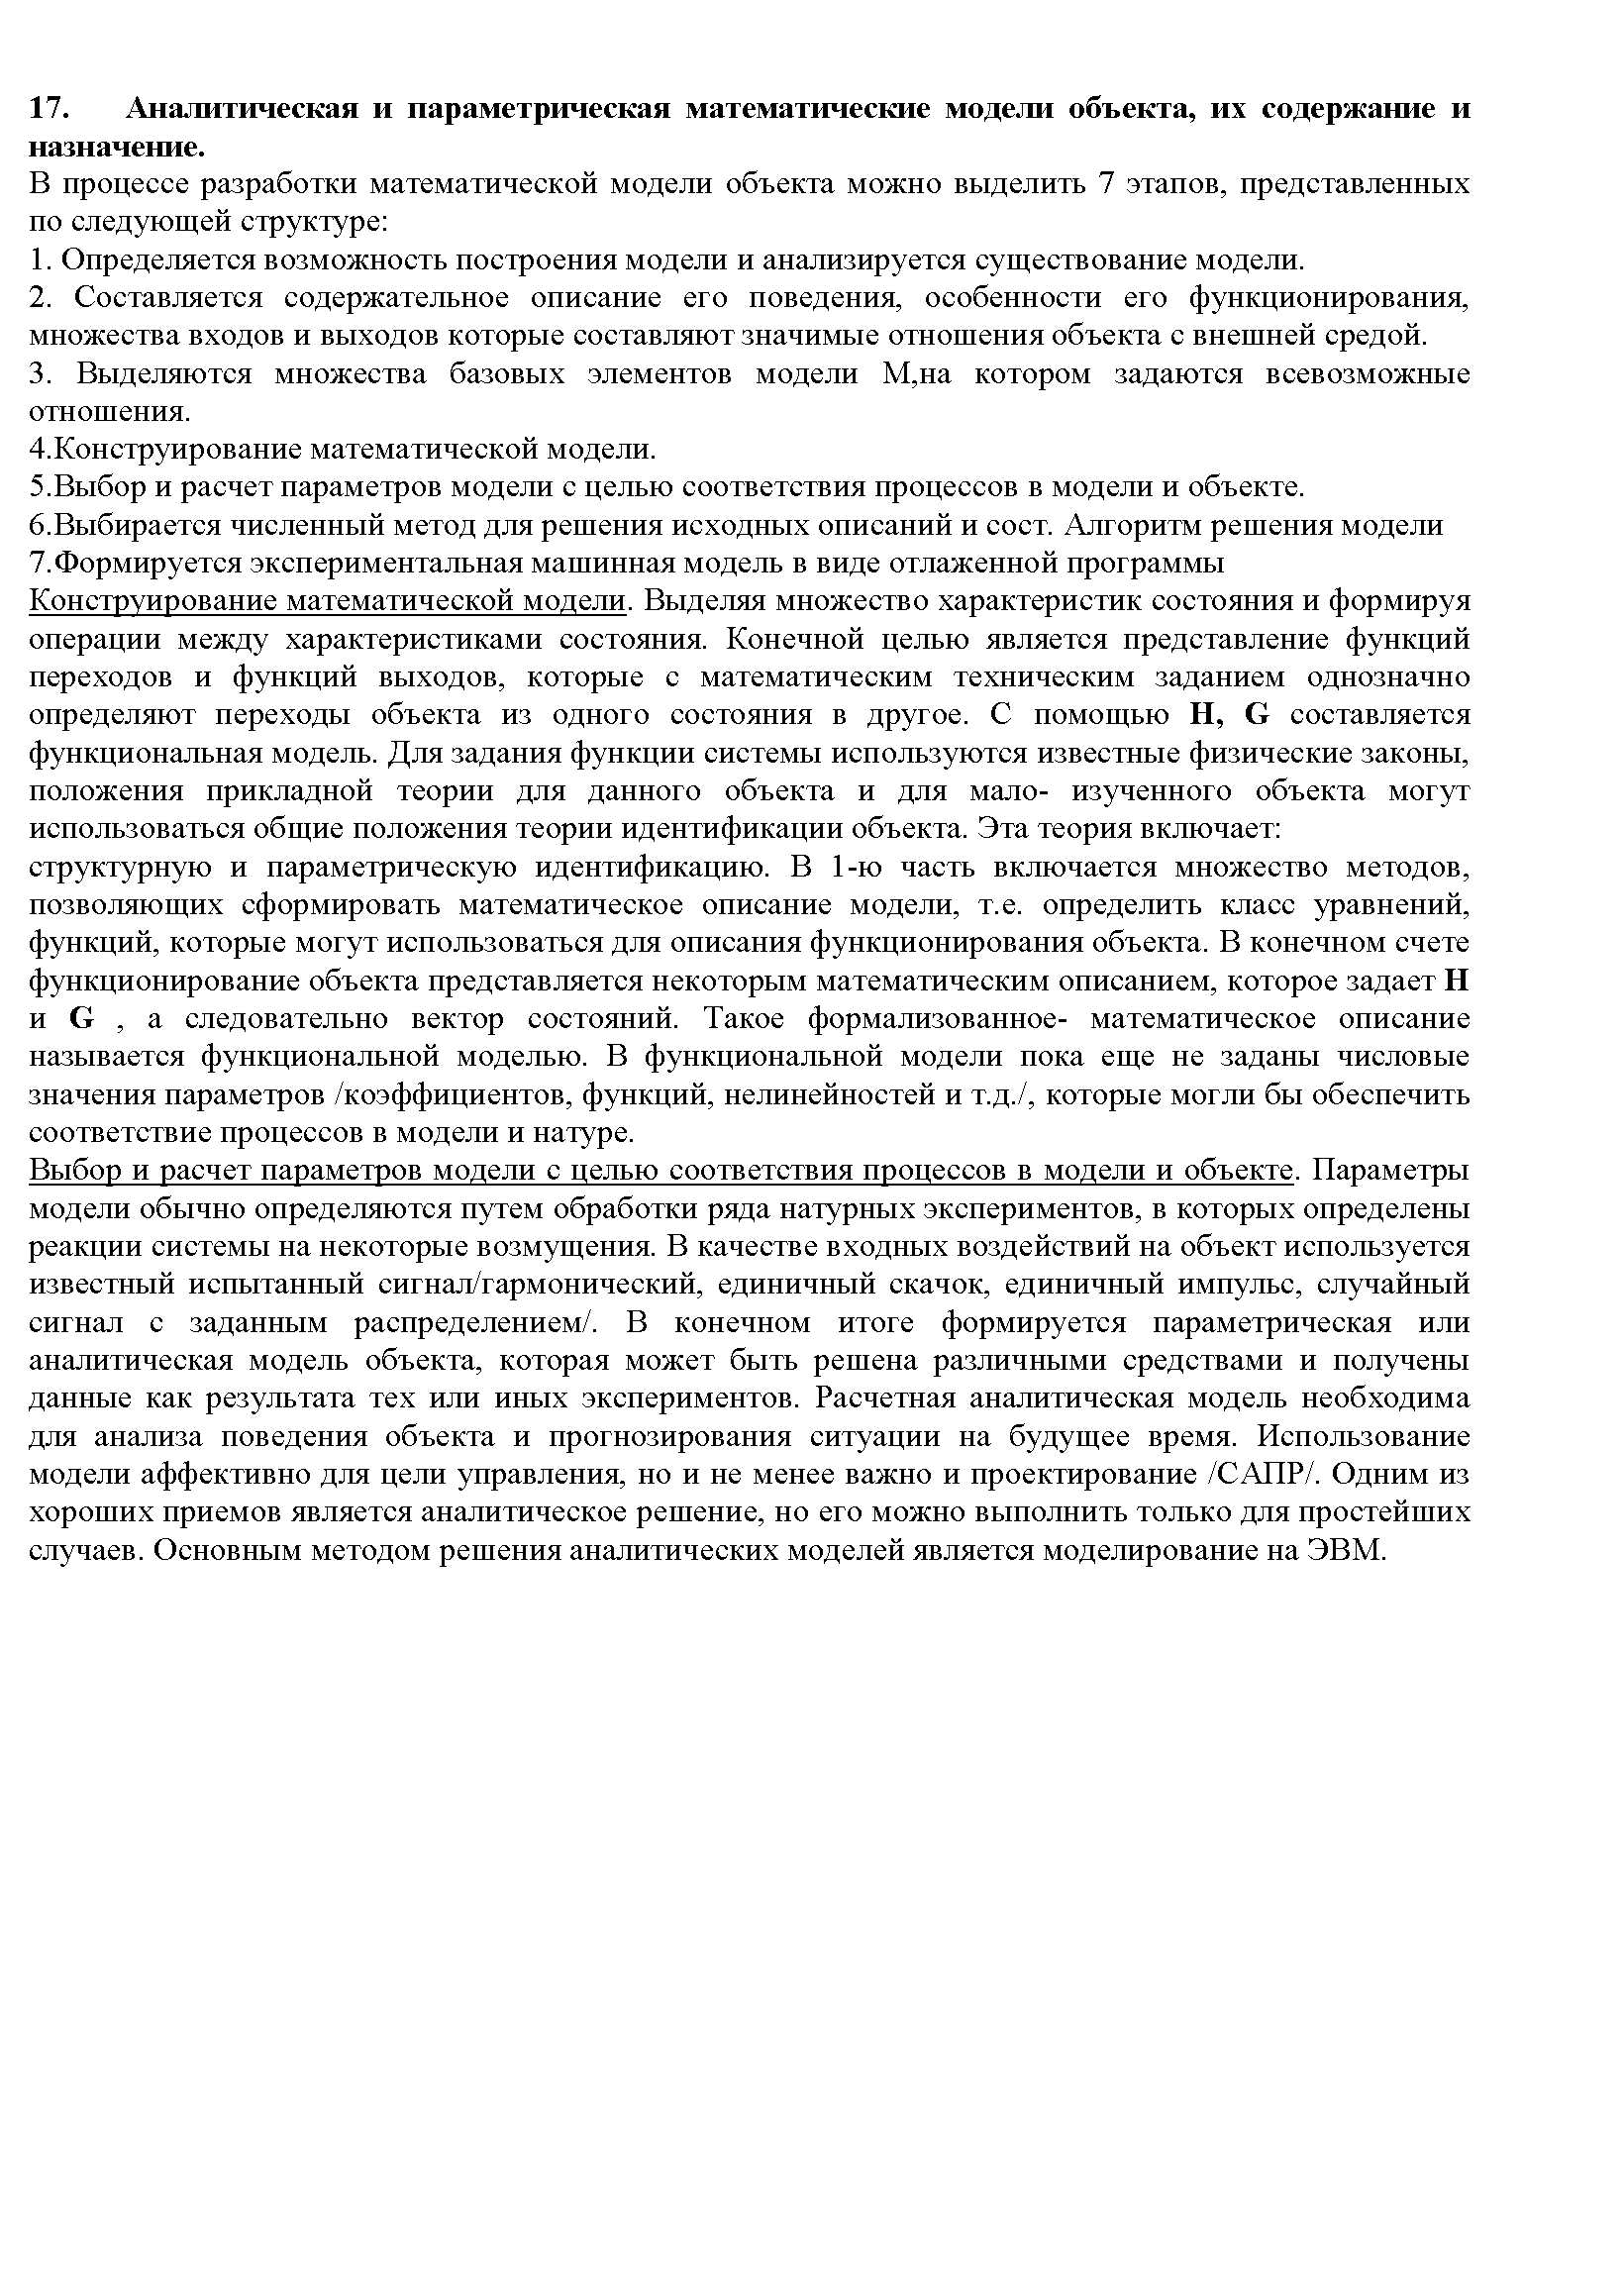 17. Аналитическая и параметрическая математические модели объекта, их содержание и
назначение.
В процессе разработки математической модели объекта можно выделить 7 этапов, представленных
по следующей структуре:
1. Определяется возможность построения модели и анализируется существование модели.
2. Составляется содержательное описание его поведения, особенности его функционирования,
множества входов и выходов которые составляют значимые отношения объекта с внешней средой.
3. Выделяются множества базовых элементов модели М,на котором задаются всевозможные
отношения.
4.Конструирование математической модели.
5.Выбор и расчет параметров модели с целью соответствия процессов в модели и объекте.
6.Выбирается численный метод для решения исходных описаний и сост. Алгоритм решения модели
7.Формируется экспериментальная машинная модель в виде отлаженной программы
Конструирование математической модели. Выделяя множество характеристик состояния и формируя
операции между характеристиками состояния. Конечной целью является представление функций
переходов и функций выходов, которые с математическим техническим заданием однозначно
определяют переходы объекта из одного состояния в другое. С помощью H, G составляется
функциональная модель. Для задания функции системы используются известные физические законы,
положения прикладной теории для данного объекта и для мало- изученного объекта могут
использоваться общие положения теории идентификации объекта. Эта теория включает:
структурную и параметрическую идентификацию. В 1-ю часть включается множество методов,
позволяющих сформировать математическое описание модели, т.е. определить класс уравнений,
функций, которые могут использоваться для описания функционирования объекта. В конечном счете
функционирование объекта представляется некоторым математическим описанием, которое задает H
и G , а следовательно вектор состояний. Такое формализованное- математическое описание
называется функциональной моделью. В функциональной модели пока еще не заданы числовые
значения параметров /коэффициентов, функций, нелинейностей и т.д./, которые могли бы обеспечить
соответствие процессов в модели и натуре.
Выбор и расчет параметров модели с целью соответствия процессов в модели и объекте. Параметры
модели обычно определяются путем обработки ряда натурных экспериментов, в которых определены
реакции системы на некоторые возмущения. В качестве входных воздействий на объект используется
известный испытанный сигнал/гармонический, единичный скачок, единичный импульс, случайный
сигнал с заданным распределением/. В конечном итоге формируется параметрическая или
аналитическая модель объекта, которая может быть решена различными средствами и получены
данные как результата тех или иных экспериментов. Расчетная аналитическая модель необходима
для анализа поведения объекта и прогнозирования ситуации на будущее время. Использование
модели аффективно для цели управления, но и не менее важно и проектирование /САПР/. Одним из
хороших приемов является аналитическое решение, но его можно выполнить только для простейших
случаев. Основным методом решения аналитических моделей является моделирование на ЭВМ.